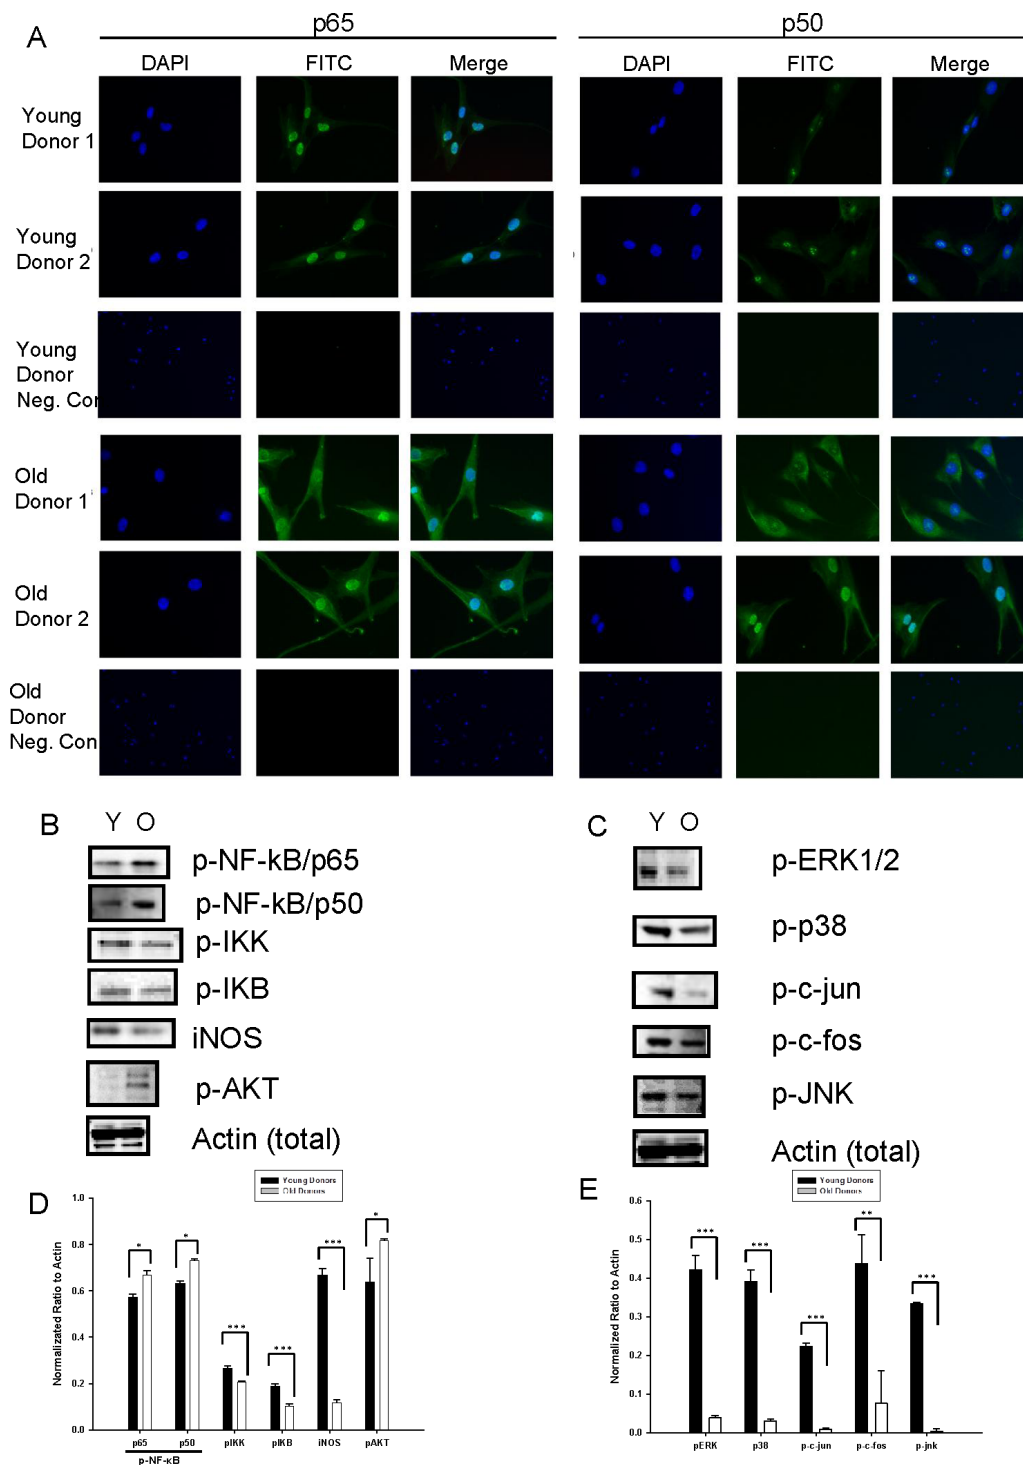 A
p65
p50
DAPI FITC Merge DAPI FITC Merge
Young
Donor 1
Young
Donor 2
Young
Donor
Neg. Con
Old
Donor 1
Old
Donor 2
Old
Donor
Neg. Con
B
Y O
p-NF-kB/p65
p-NF-kB/p50
p-IKK
p-IKB
iNOS
p-AKT
Actin (total)
C
Y O
p-ERK1/2
p-p38
p-c-jun
p-c-fos
p-JNK
Actin (total)
D
Young Donors
Old Donors
Normalizated Ratio to Actin
1.0
0.8
0.6
0.4
0.2
0.0
* * *** *** *** *
p65 p50 pIKK pIKB iNOS pAKT
p-NF-κB
E
Young Donors
Old Donors
Normalized Ratio to Actin
0.6
0.5
0.4
0.3
0.2
0.1
0.0
*** *** *** ** ***
pERK p38 p-c-jun p-c-fos p-jnk